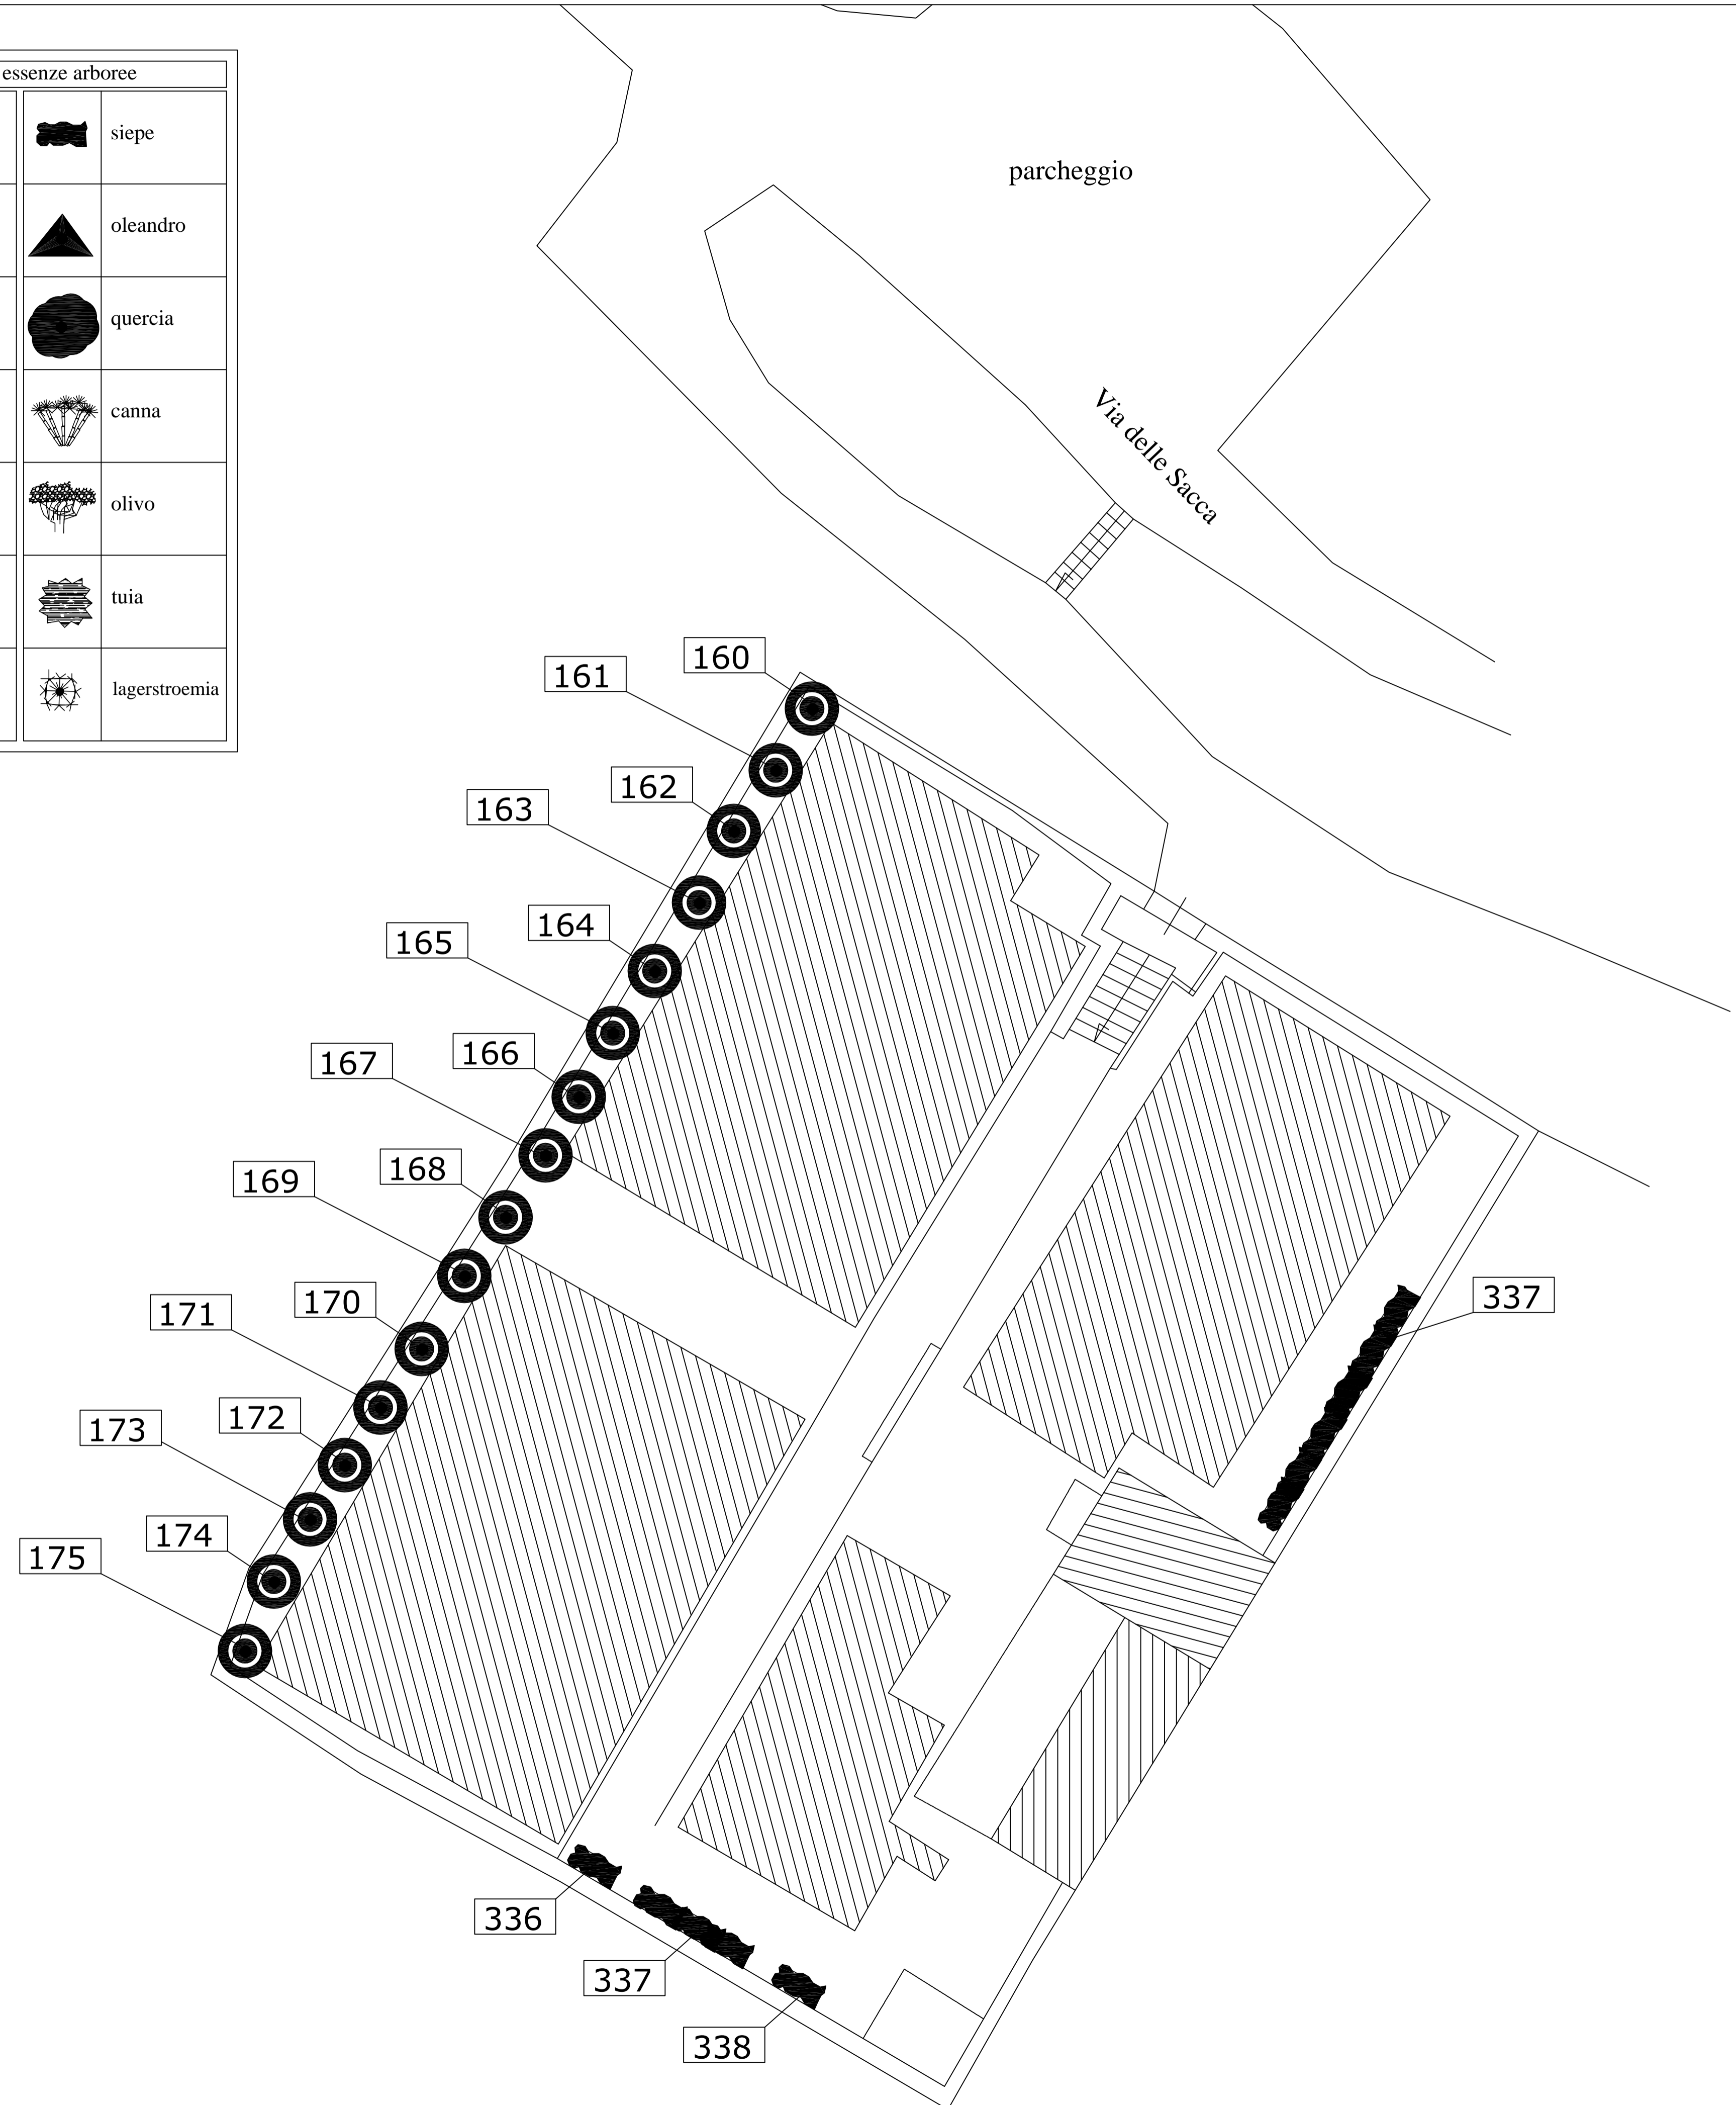 essenze arboree
siepe
oleandro
quercia
canna
olivo
tuia
lagerstroemia
parcheggio
Via delle Sacca
160
161
162
163
164
165
166
167
168
169
170
171
172
173
174
175
337
336
337
338